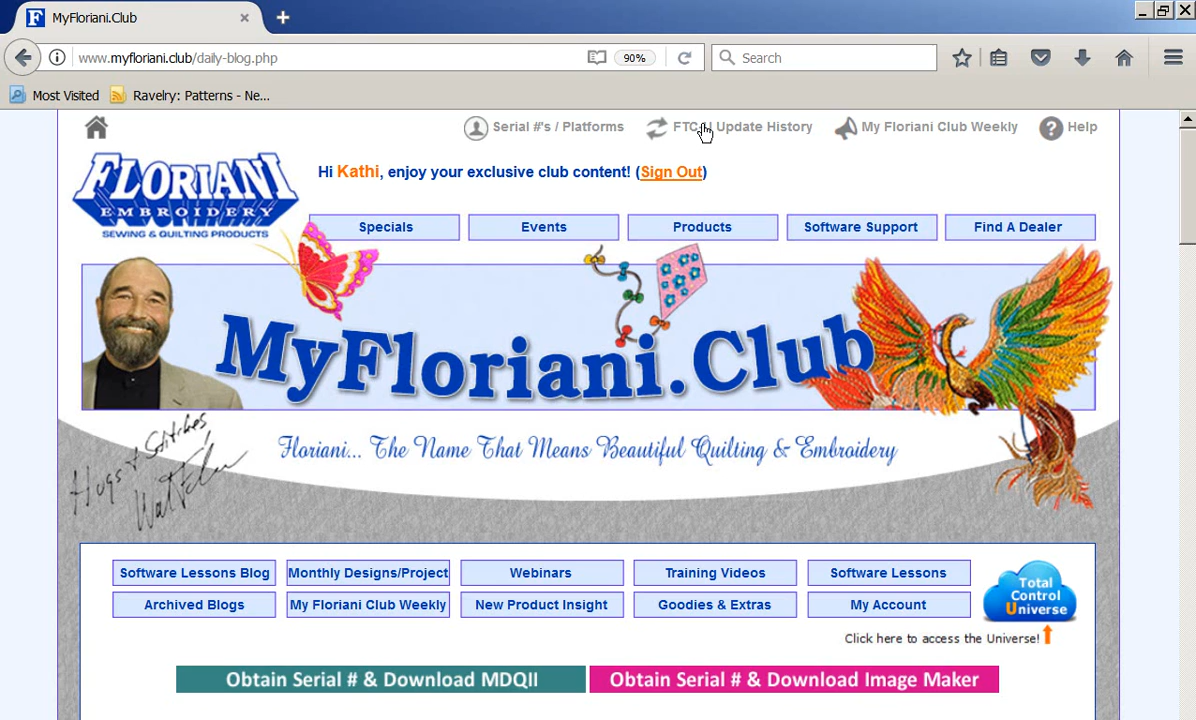 MyFloriani.Club
www.myfloriani.club/daily-blog.php
90%
Search
Most Visited
Ravelry: Patterns - Ne...
Serial #'s / Platforms
Update History
My Floriani Club Weekly
Help
FLORIANI
EMBROIDERY
SEWING & QUILTING PRODUCTS
Hi Kathi, enjoy your exclusive club content! (Sign Out)
Specials
Events
Products
Software Support
Find A Dealer
MyFloriani.Club
Floriani... The Name That Means Beautiful Quilting & Embroidery
Hugs & Stitches,
Software Lessons Blog
Monthly Designs/Project
Webinars
Training Videos
Software Lessons
Archived Blogs
My Floriani Club Weekly
New Product Insight
Goodies & Extras
My Account
Total
Control
Universe
Click here to access the Universe!
Obtain Serial # & Download MDQII
Obtain Serial # & Download Image Maker